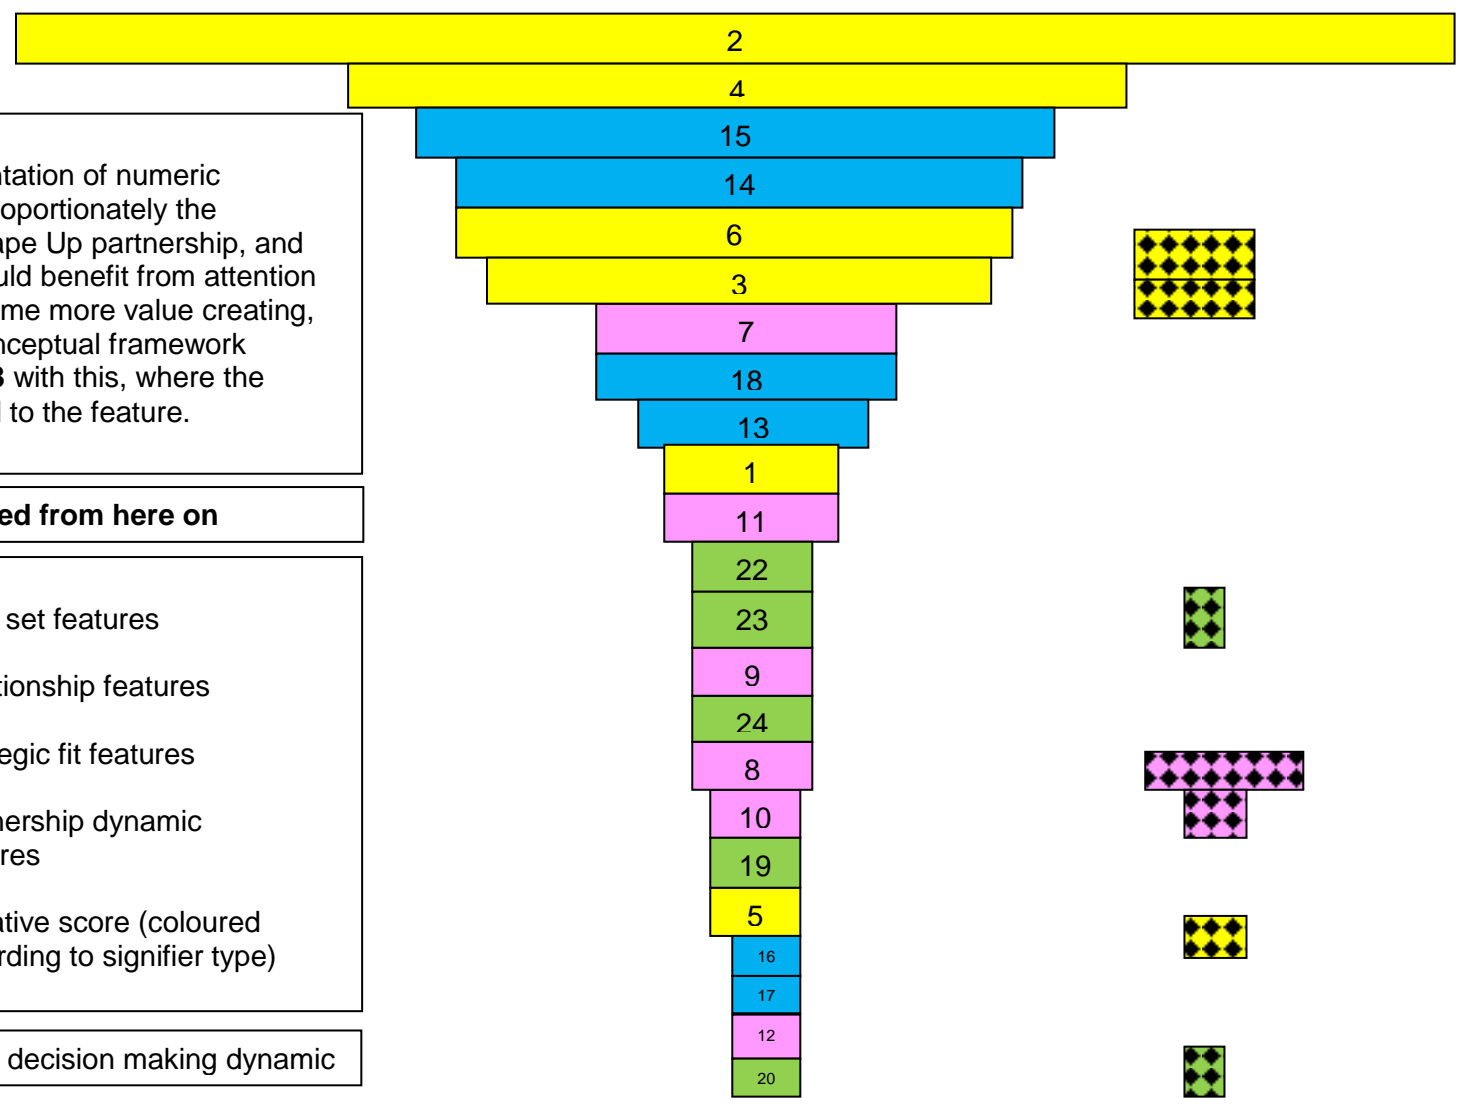 2
4
15
14
6
3
7
18
13
1
11
22
23
9
24
8
10
19
5
16
17
12
20
ntation of numeric
oportionately the
ape Up partnership, and
uld benefit from attention
ome more value creating,
nceptual framework
3 with this, where the
d to the feature.
ed from here on
set features
tionship features
egic fit features
nership dynamic
res
ative score (coloured
rding to signifier type)
decision making dynamic